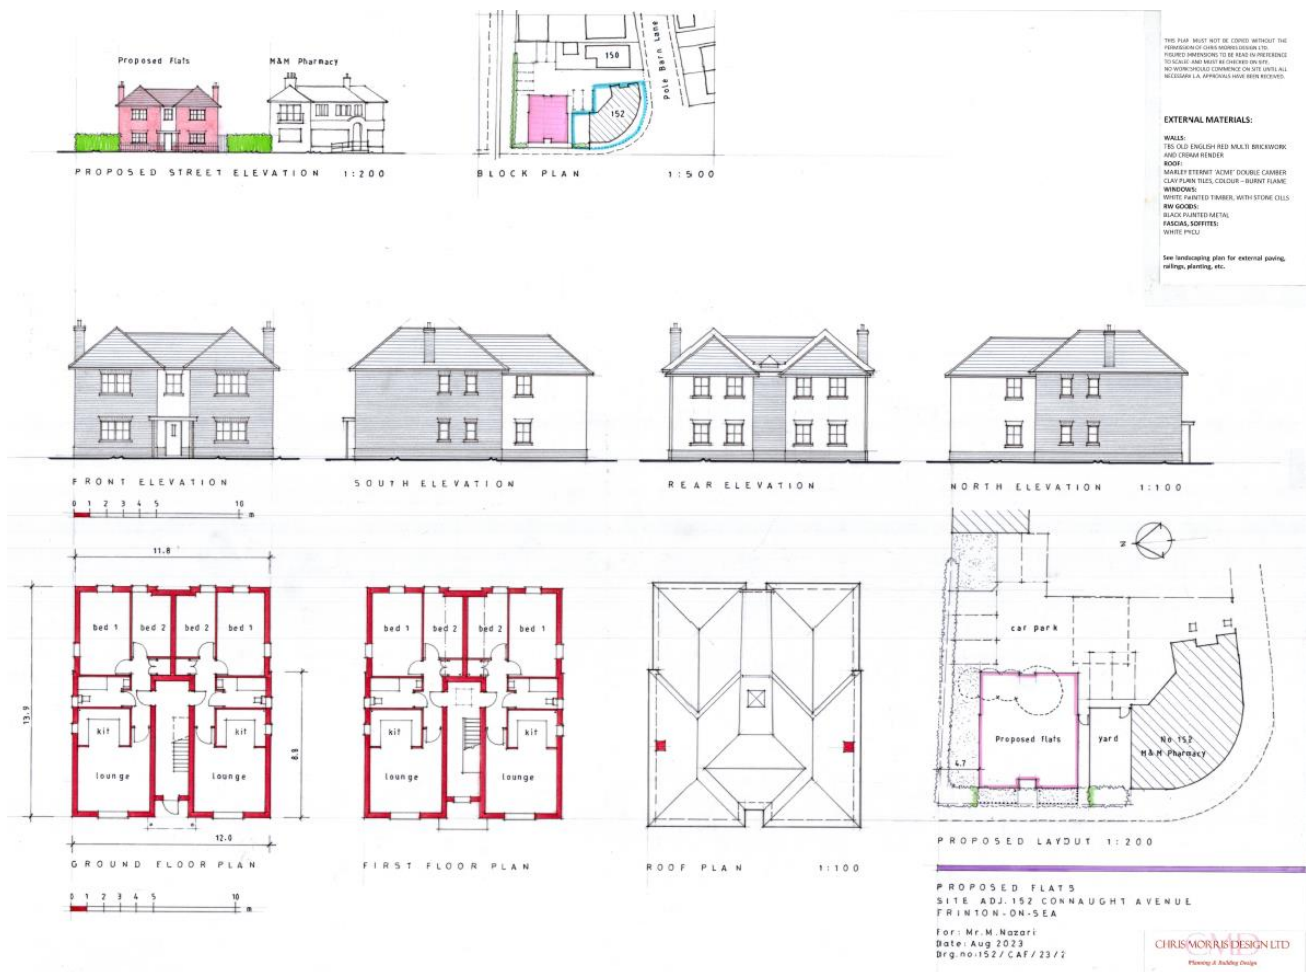 THIS PLAN MUST NOT BE COPIED WITHOUT THE
PERMISSION OF CHRIS MORRIS DESIGN LTD.
FIGURED DIMENSIONS TO BE READ IN PREFERENCE
TO SCALED AND MUST BE CHECKED ON SITE.
NO WORK SHOULD COMMENCE ON SITE UNTIL ALL
NECESSARY L.A. APPROVALS HAVE BEEN RECEIVED.
EXTERNAL MATERIALS:
WALLS:
TBS OLD ENGLISH RED MULTI BRICKWORK
AND CREAM RENDER
ROOF:
MARLEY ETERNIT 'ACME' DOUBLE CAMBER
CLAY PLAIN TILES, COLOUR – BURNT FLAME
WINDOWS:
WHITE PAINTED TIMBER, WITH STONE CILLS
RW GOODS:
BLACK PAINTED METAL
FASCIAS, SOFFITES:
WHITE PVCU
See landscaping plan for external paving,
railings, planting, etc.
Proposed flats
M&M Pharmacy
PROPOSED STREET ELEVATION 1:200
150
152
Pole Barn Lane
BLOCK PLAN 1:500
FRONT ELEVATION
SOUTH ELEVATION
REAR ELEVATION
NORTH ELEVATION 1:100
0 1 2 3 4 5 10 m
11.8
13.9
8.8
12.0
bed 1 bed 2 bed 2 bed 1
kit kit
lounge lounge
GROUND FLOOR PLAN
0 1 2 3 4 5 10 m
bed 1 bed 2 bed 2 bed 1
kit kit
lounge lounge
FIRST FLOOR PLAN
ROOF PLAN 1:100
N
car park
Proposed flats
yard
No 152
M&M Pharmacy
4.7
PROPOSED LAYOUT 1:200
PROPOSED FLATS
SITE ADJ. 152 CONNAUGHT AVENUE
FRINTON-ON-SEA
For: Mr. M. Nazari
Date: Aug 2023
Drg.no: 152 / CAF / 23 / 2
CMD
CHRIS MORRIS DESIGN LTD
Planning & Building Design